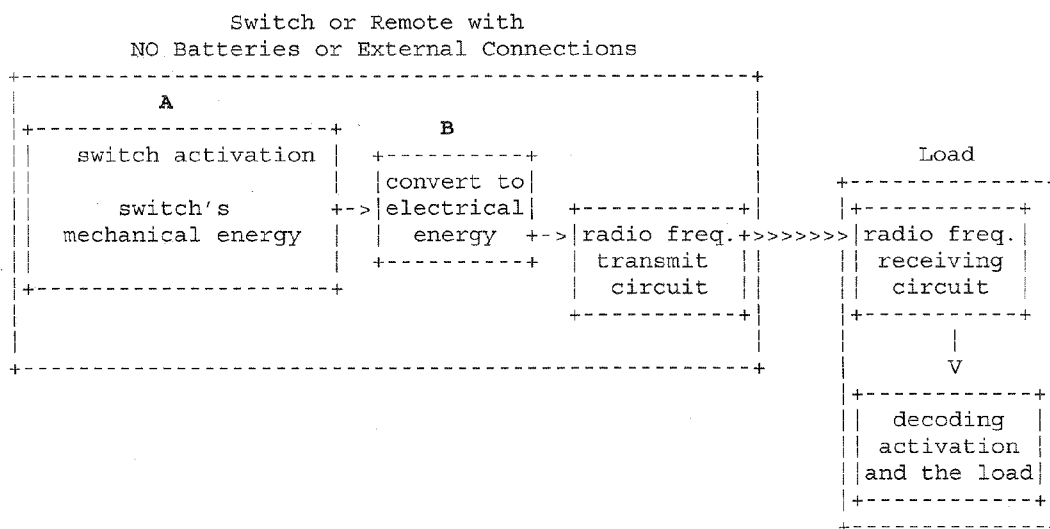 Switch or Remote with
NO Batteries or External Connections
A
B
switch activation
Load
convert to
switch's
electrical
mechanical energy
energy
radio freq.
radio freq.
transmit
receiving
circuit
circuit
V
decoding
activation
and the load